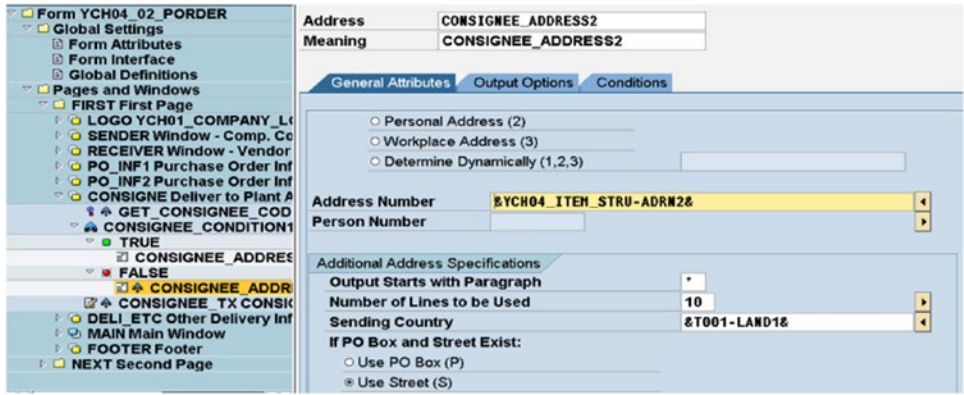 Form YCH04_02_PORDER
Global Settings
Form Attributes
Form Interface
Global Definitions
Pages and Windows
FIRST First Page
LOGO YCH01_COMPANY_L
SENDER Window - Comp. Co
RECEIVER Window - Vendor
PO_INF1 Purchase Order Inf
PO_INF2 Purchase Order Inf
CONSIGNE Deliver to Plant A
GET_CONSIGNEE_COD
CONSIGNEE_CONDITION1
TRUE
CONSIGNEE_ADDRES
FALSE
CONSIGNEE_ADDRE
CONSIGNEE_TX CONSIG
DELI_ETC Other Delivery Inf
MAIN Main Window
FOOTER Footer
NEXT Second Page
Address CONSIGNEE_ADDRESS2
Meaning CONSIGNEE_ADDRESS2
General Attributes Output Options Conditions
Personal Address (2)
Workplace Address (3)
Determine Dynamically (1,2,3)
Address Number &YCH04_ITEM_STRU-ADRN2&
Person Number
Additional Address Specifications
Output Starts with Paragraph *
Number of Lines to be Used 10
Sending Country &T001-LAND1&
If PO Box and Street Exist:
Use PO Box (P)
Use Street (S)